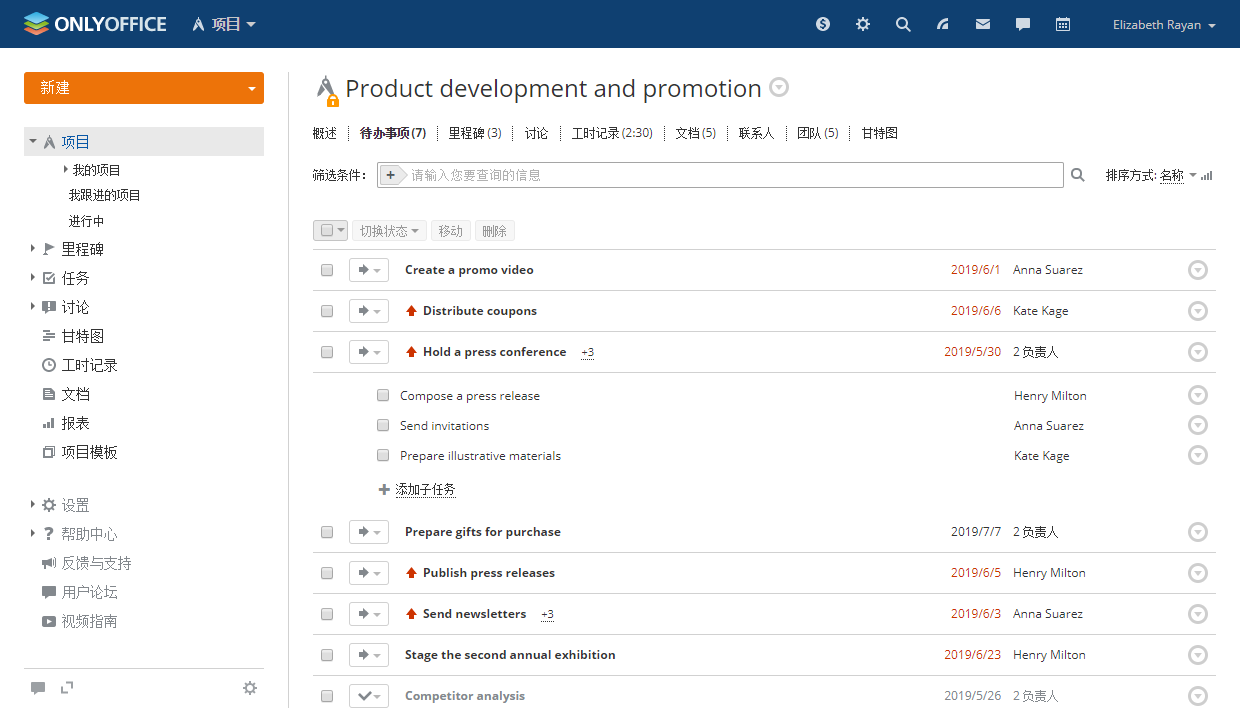 ONLYOFFICE 项目 Elizabeth Rayan
新建
项目
我的项目
我跟进的项目
进行中
里程碑
任务
讨论
甘特图
工时记录
文档
报表
项目模板
设置
帮助中心
反馈与支持
用户论坛
视频指南
Product development and promotion
概述 待办事项(7) 里程碑(3) 讨论 工时记录(2:30) 文档(5) 联系人 团队(5) 甘特图
筛选条件: + 请输入您要查询的信息 排序方式: 名称
切换状态 移动 删除
Create a promo video 2019/6/1 Anna Suarez
Distribute coupons 2019/6/6 Kate Kage
Hold a press conference +3 2019/5/30 2 负责人
Compose a press release Henry Milton
Send invitations Anna Suarez
Prepare illustrative materials Kate Kage
添加子任务
Prepare gifts for purchase 2019/7/7 2 负责人
Publish press releases 2019/6/5 Henry Milton
Send newsletters +3 2019/6/3 Anna Suarez
Stage the second annual exhibition 2019/6/23 Henry Milton
Competitor analysis 2019/5/26 2 负责人